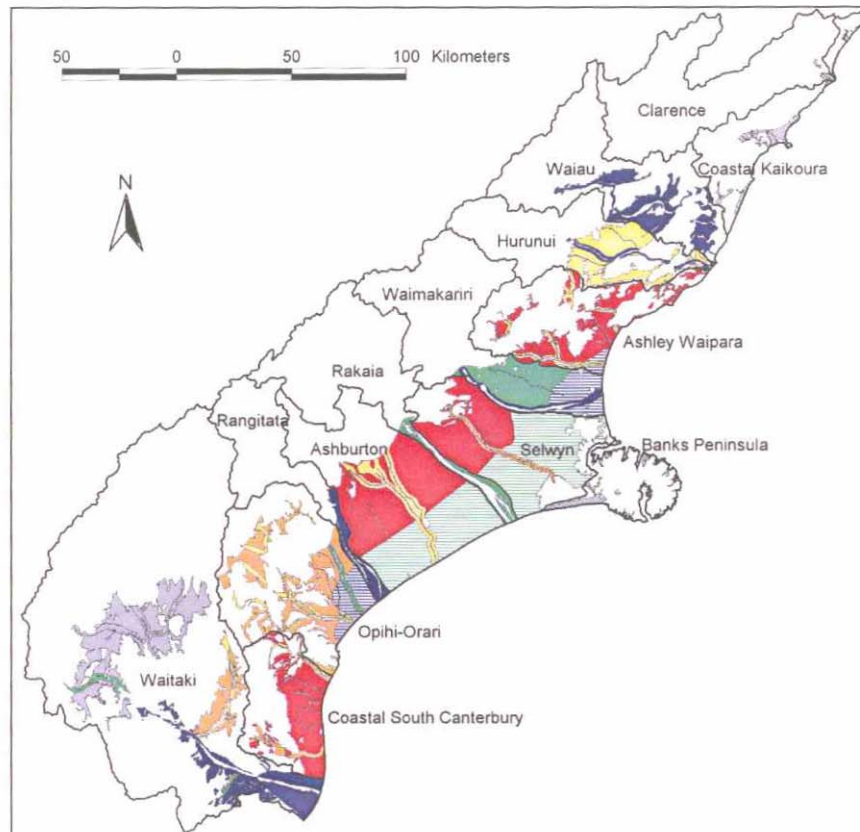 50 0 50 100 Kilometers
N
Clarence
Waiau
Coastal Kaikoura
Hurunui
Waimakariri
Ashley Waipara
Rakaia
Rangitata
Ashburton
Selwyn
Banks Peninsula
Opihi-Orari
Waitaki
Coastal South Canterbury